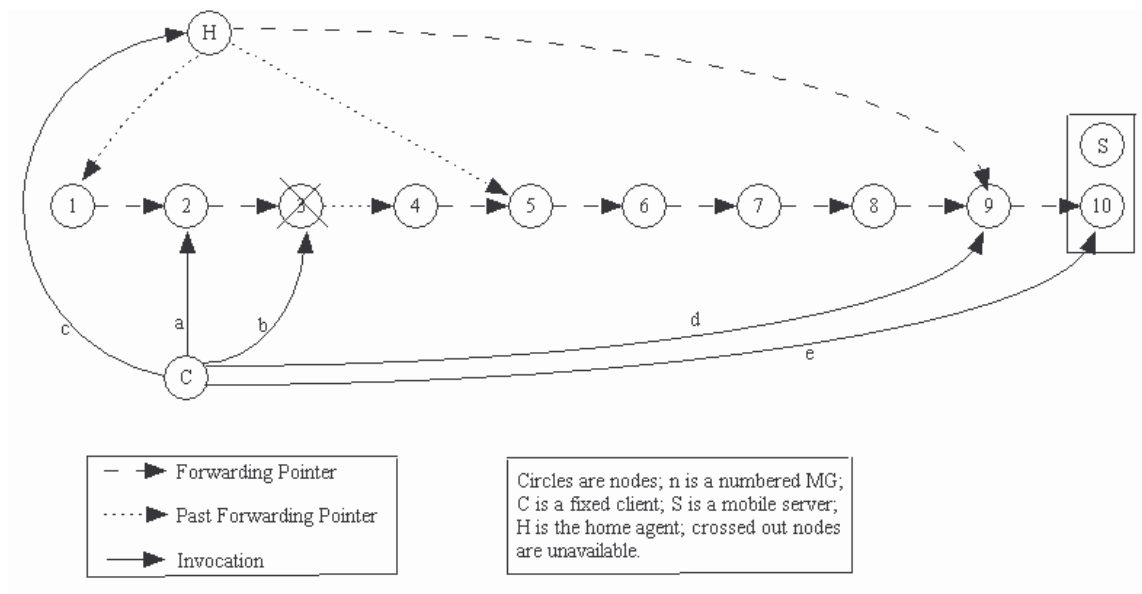 H
S
1 2 3 4 5 6 7 8 9 10
c a b d
e
C
Forwarding Pointer
Past Forwarding Pointer
Invocation
Circles are nodes; n is a numbered MG;
C is a fixed client; S is a mobile server;
H is the home agent; crossed out nodes
are unavailable.